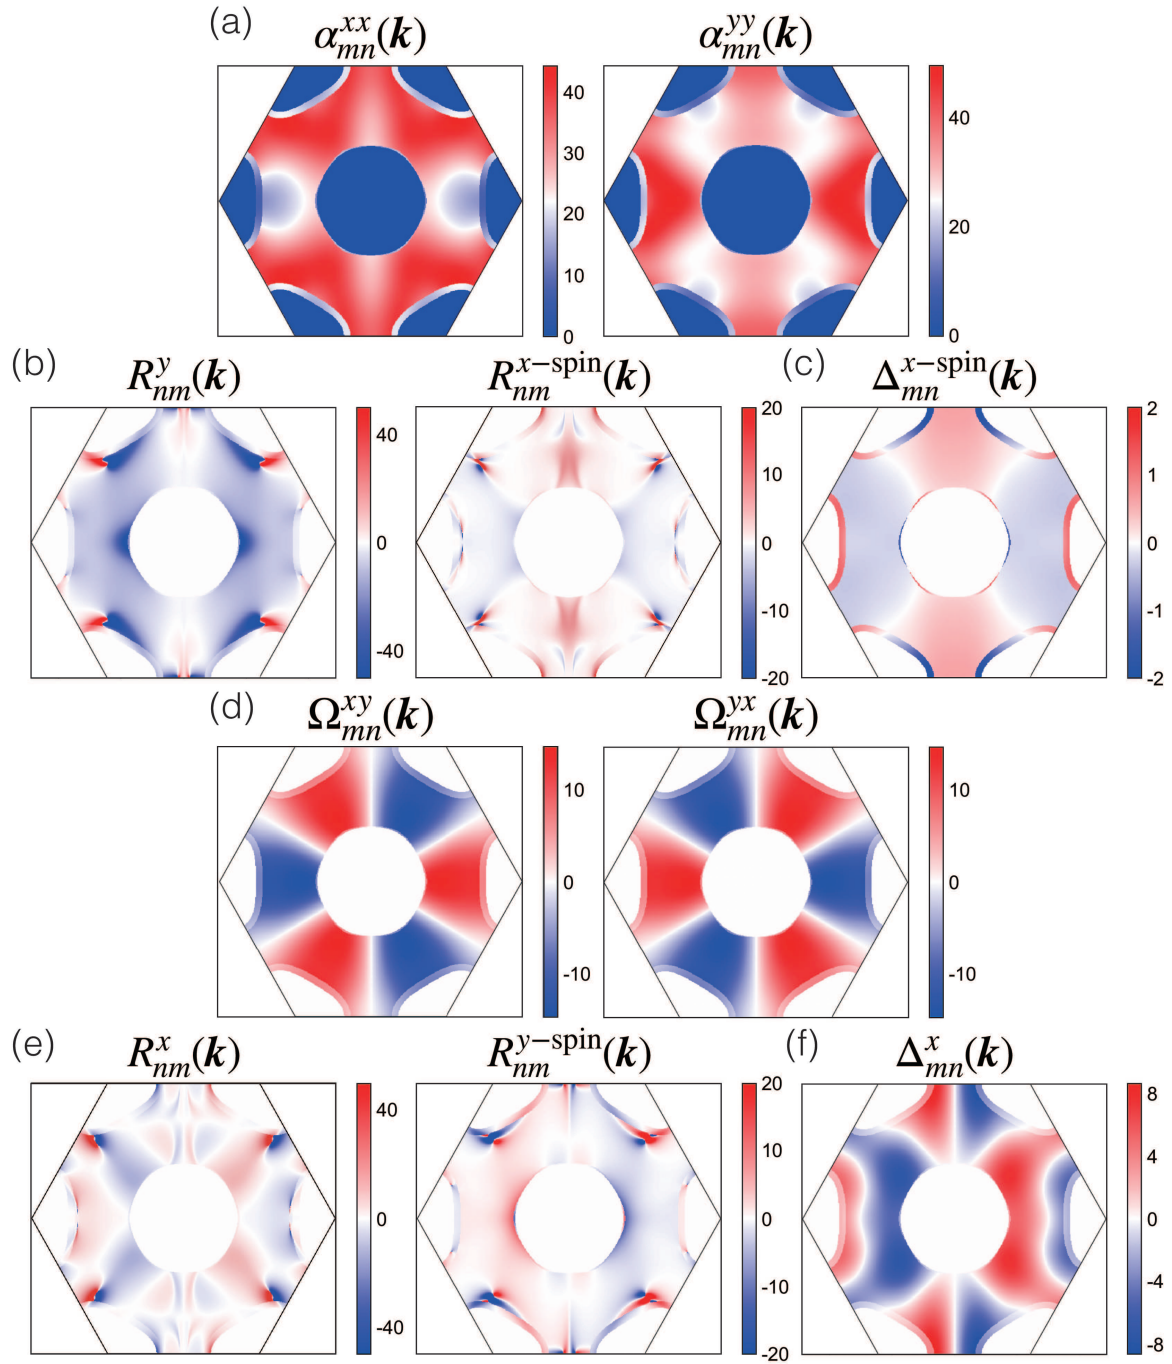 (a)
α^{xx}_{mn}(k) α^{yy}_{mn}(k)
40 30 20 10 0
40 20 0
(b) (c)
R^{y}_{nm}(k) R^{x−spin}_{nm}(k) Δ^{x−spin}_{mn}(k)
40 0 -40
20 10 0 -10 -20
2 1 0 -1 -2
(d)
Ω^{xy}_{mn}(k) Ω^{yx}_{mn}(k)
10 0 -10
10 0 -10
(e) (f)
R^{x}_{nm}(k) R^{y−spin}_{nm}(k) Δ^{x}_{mn}(k)
40 0 -40
20 10 0 -10 -20
8 4 0 -4 -8